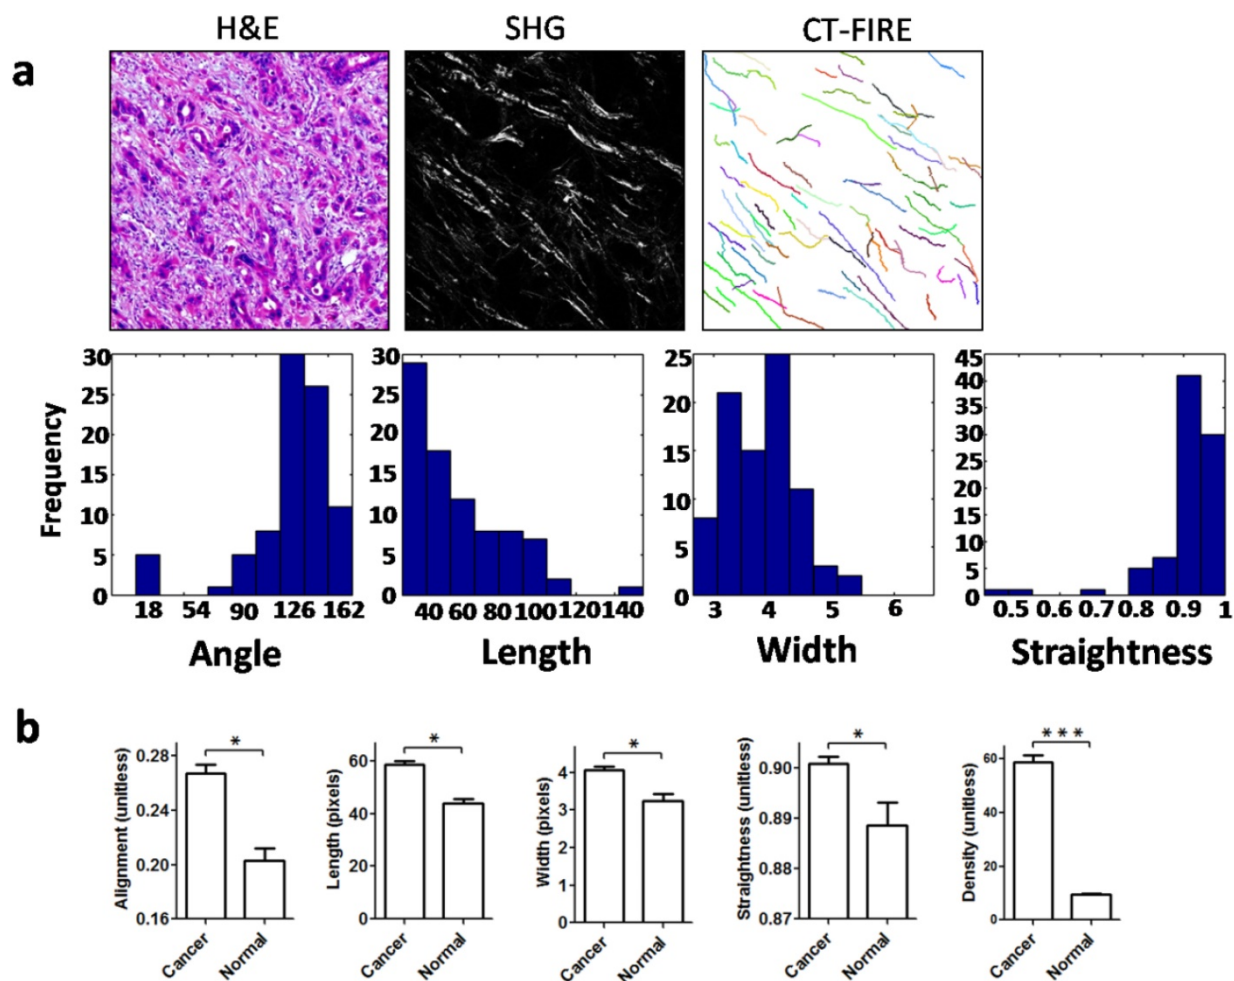 H&E SHG CT-FIRE
a
30 25 20 15 10 5 0
Frequency
18 54 90 126 162
Angle
30 25 20 15 10 5 0
40 60 80 100 120 140
Length
25 20 15 10 5 0
3 4 5 6
Width
45 40 35 30 25 20 15 10 5 0
0.5 0.6 0.7 0.8 0.9 1
Straightness
b
Alignment (unitless)
0.28 0.24 0.20 0.16
*
Cancer Normal
Length (pixels)
60 40 20 0
*
Cancer Normal
Width (pixels)
4 3 2 1 0
*
Cancer Normal
Straightness (unitless)
0.90 0.89 0.88 0.87
*
Cancer Normal
Density (unitless)
60 40 20 0
***
Cancer Normal